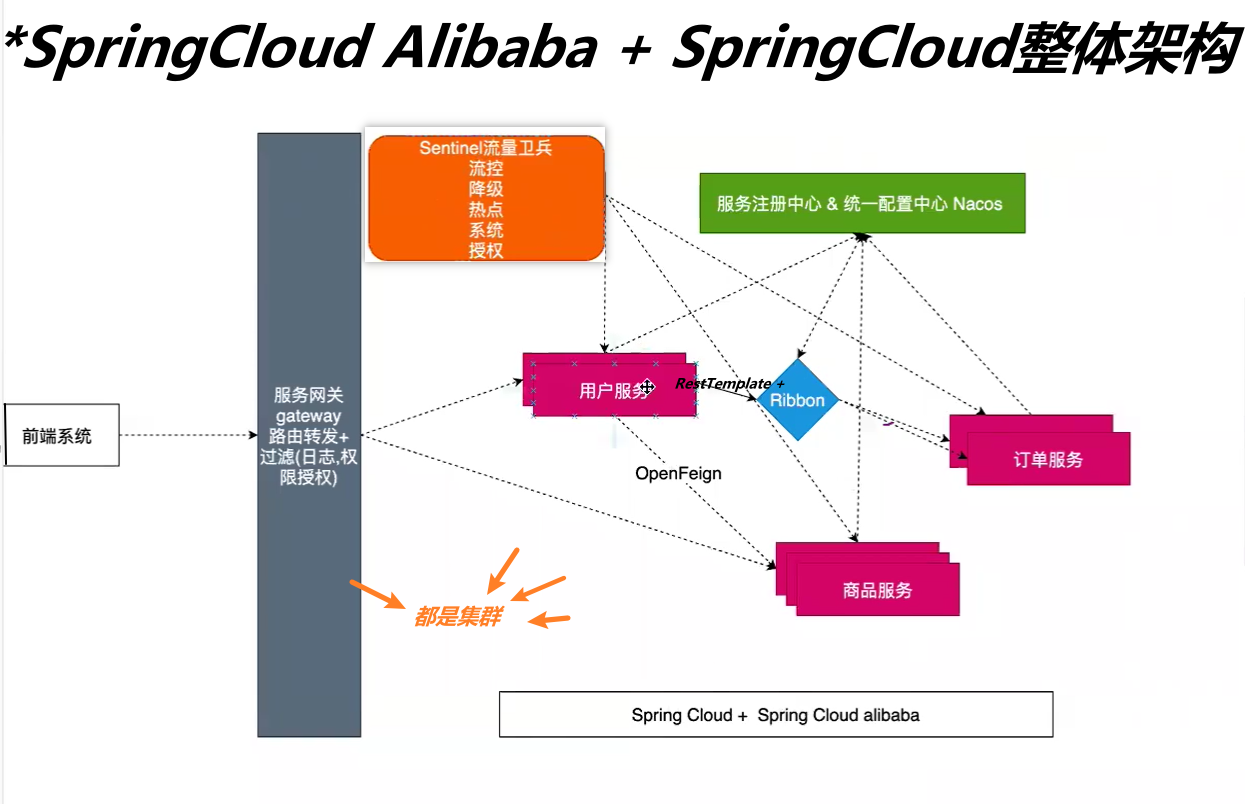 *SpringCloud Alibaba + SpringCloud整体架构
Sentinel流量卫兵
流控
降级
热点
系统
授权
服务注册中心 & 统一配置中心 Nacos
服务网关
gateway
路由转发+
过滤(日志,权
限授权)
前端系统
用户服务
RestTemplate +
Ribbon
订单服务
OpenFeign
商品服务
都是集群
Spring Cloud + Spring Cloud alibaba